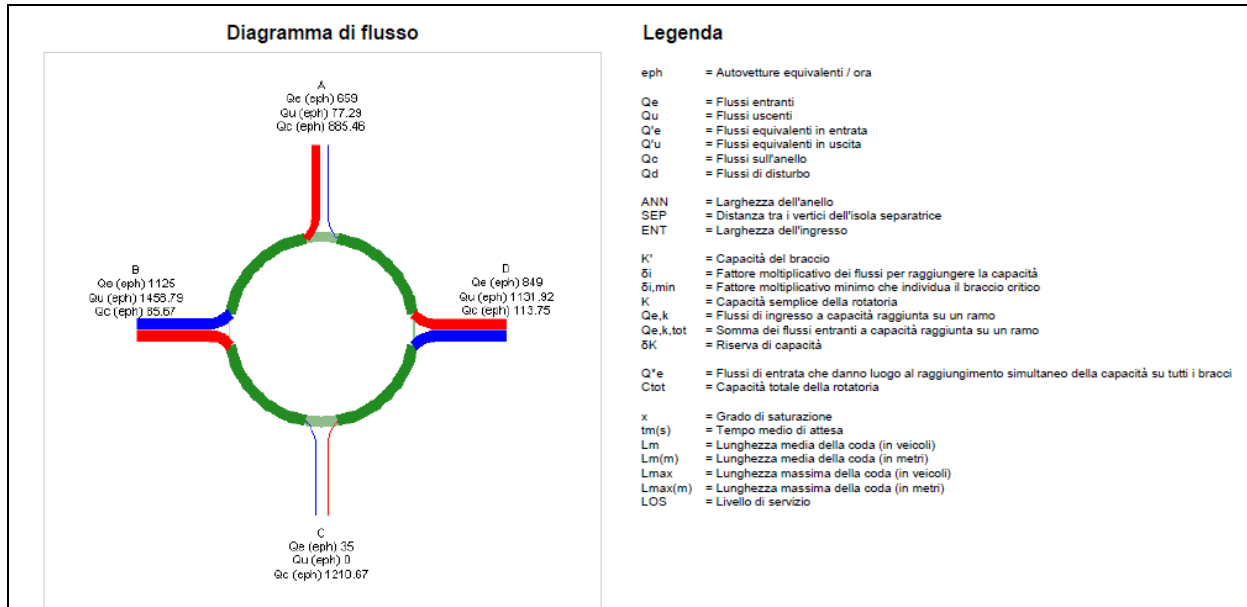 Diagramma di flusso
A
Qe (eph) 659
Qu (eph) 77.29
Qc (eph) 885.46
B
Qe (eph) 1125
Qu (eph) 1458.79
Qc (eph) 85.67
D
Qe (eph) 849
Qu (eph) 1131.92
Qc (eph) 113.75
C
Qe (eph) 35
Qu (eph) 0
Qc (eph) 1210.67
Legenda
eph = Autovetture equivalenti / ora
Qe = Flussi entranti
Qu = Flussi uscenti
Q'e = Flussi equivalenti in entrata
Q'u = Flussi equivalenti in uscita
Qc = Flussi sull'anello
Qd = Flussi di disturbo
ANN = Larghezza dell'anello
SEP = Distanza tra i vertici dell'isola separatrice
ENT = Larghezza dell'ingresso
K' = Capacità del braccio
δi = Fattore moltiplicativo dei flussi per raggiungere la capacità
δi,min = Fattore moltiplicativo minimo che individua il braccio critico
K = Capacità semplice della rotatoria
Qe,k = Flussi di ingresso a capacità raggiunta su un ramo
Qe,k,tot = Somma dei flussi entranti a capacità raggiunta su un ramo
δK = Riserva di capacità
Q*e = Flussi di entrata che danno luogo al raggiungimento simultaneo della capacità su tutti i bracci
Ctot = Capacità totale della rotatoria
x = Grado di saturazione
tm(s) = Tempo medio di attesa
Lm = Lunghezza media della coda (in veicoli)
Lm(m) = Lunghezza media della coda (in metri)
Lmax = Lunghezza massima della coda (in veicoli)
Lmax(m) = Lunghezza massima della coda (in metri)
LOS = Livello di servizio